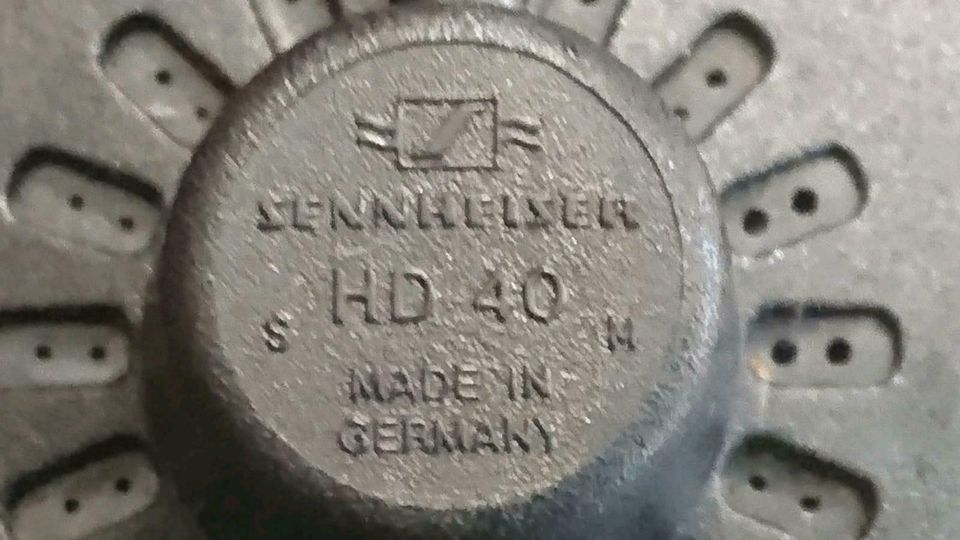 SENNHEISER
HD 40
S M
MADE IN
GERMANY